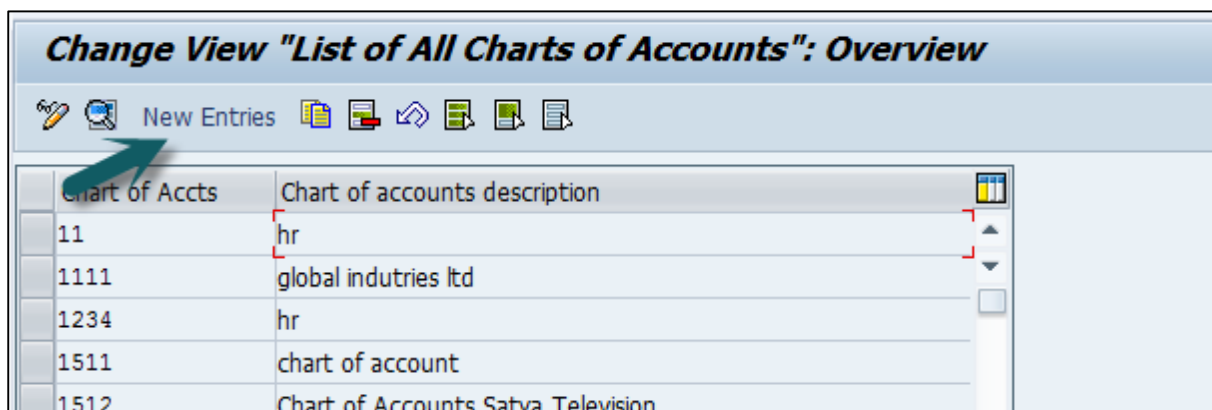 Change View "List of All Charts of Accounts": Overview
New Entries
Chart of Accts Chart of accounts description
11 hr
1111 global indutries ltd
1234 hr
1511 chart of account
1512 Chart of Accounts Satya Television